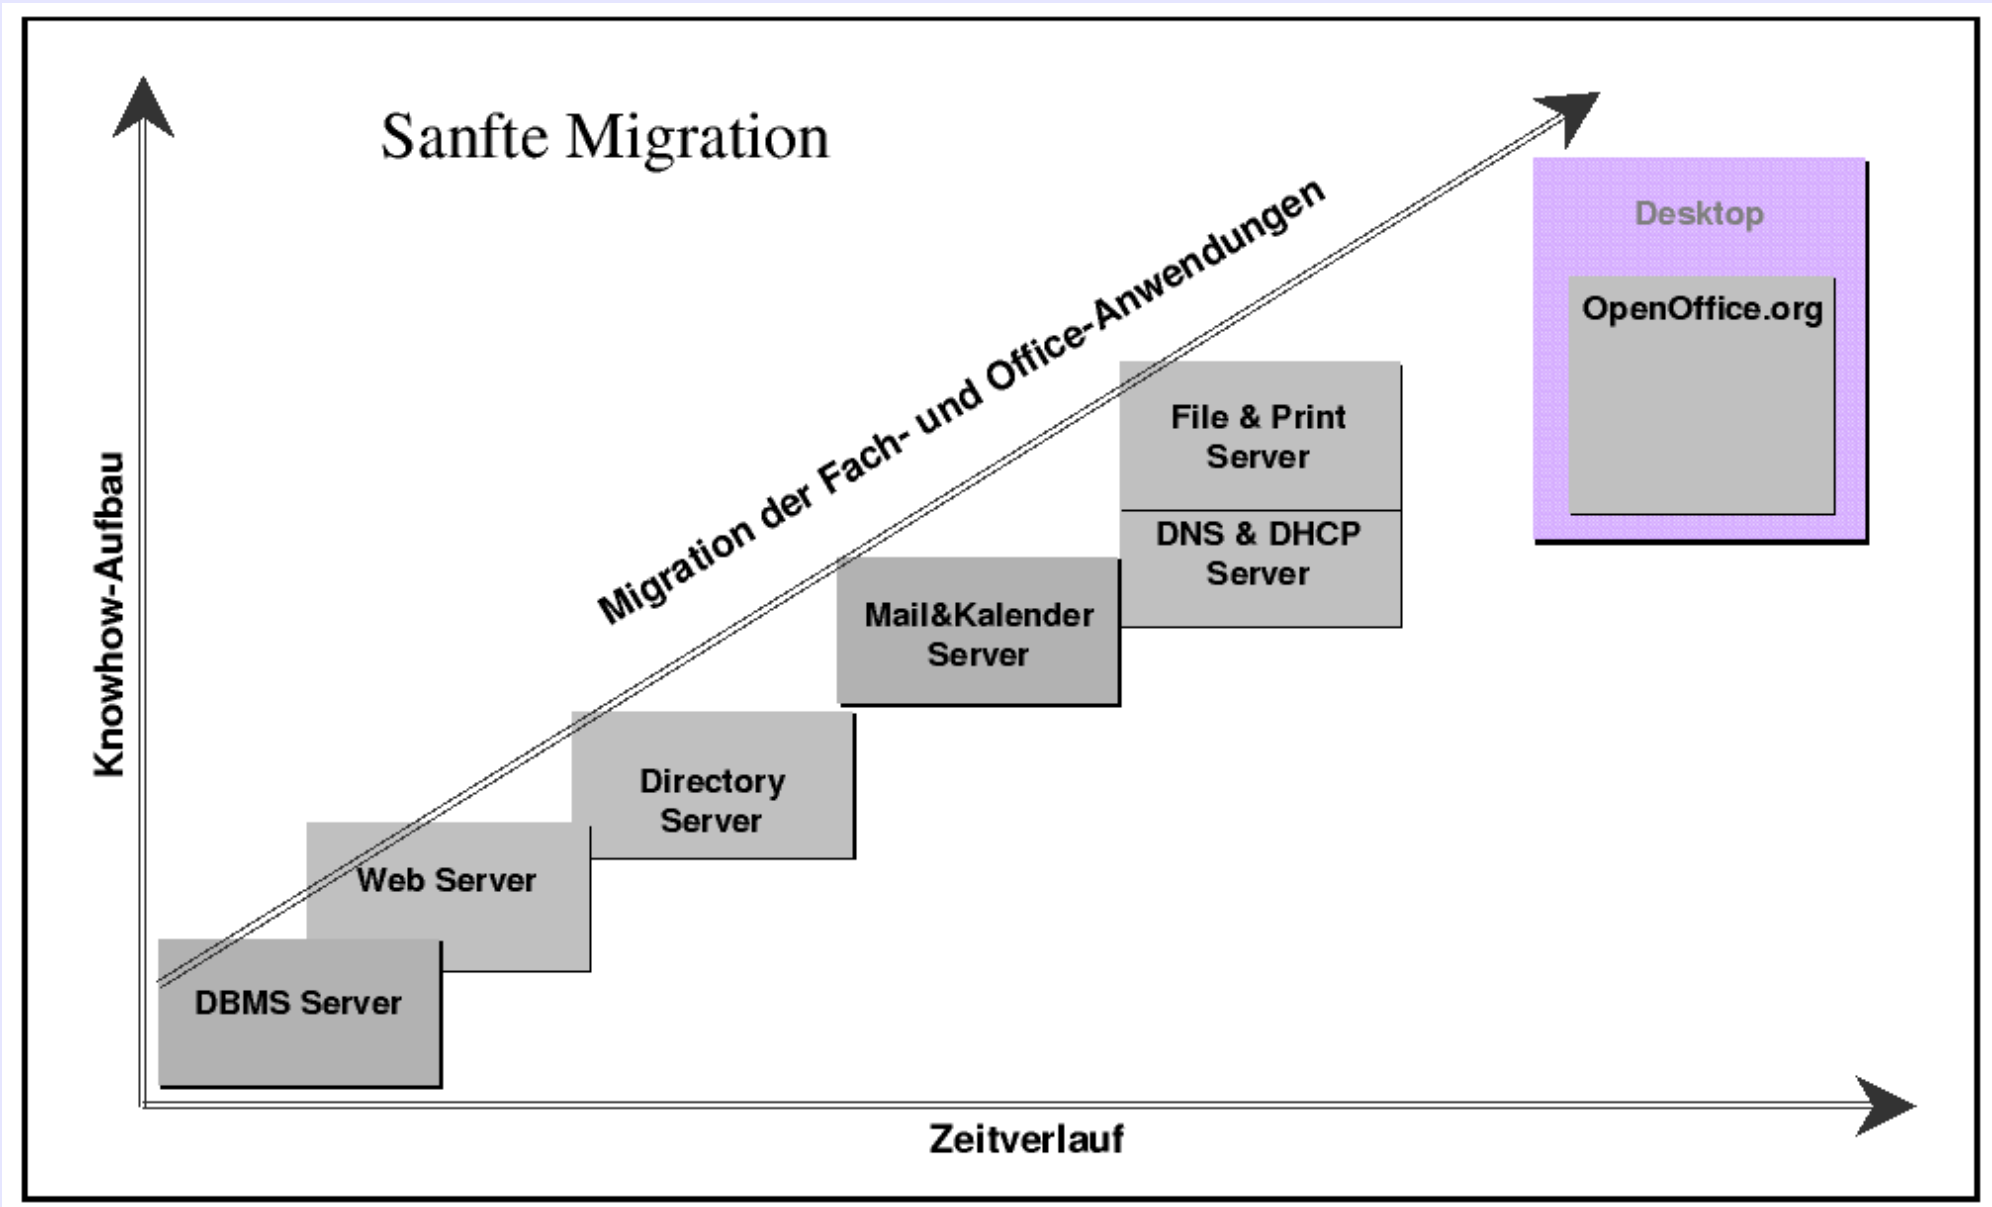 Sanfte Migration
Desktop
OpenOffice.org
Migration der Fach- und Office-Anwendungen
File & Print
Server
DNS & DHCP
Server
Mail&Kalender
Server
Directory
Server
Web Server
DBMS Server
Knowhow-Aufbau
Zeitverlauf